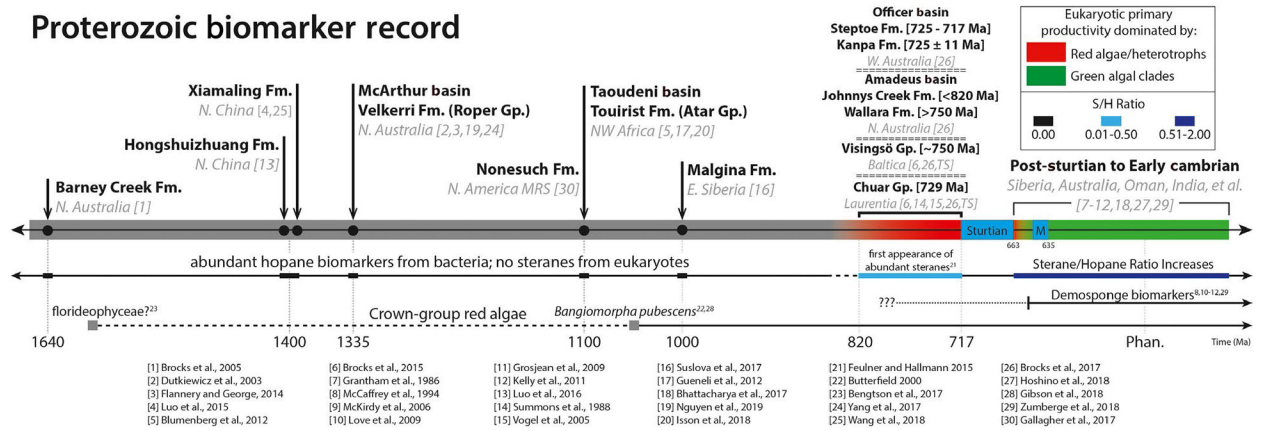 Proterozoic biomarker record
Officer basin
Steptoe Fm. [725 - 717 Ma]
Kanpa Fm. [725 ± 11 Ma]
W. Australia [26]
==================
Amadeus basin
Johnnys Creek Fm. [<820 Ma]
Wallara Fm. [>750 Ma]
N. Australia [26]
==================
Visingsö Gp. [~750 Ma]
Baltica [6,26,TS]
==================
Chuar Gp. [729 Ma]
Laurentia [6,14,15,26,TS]
Eukaryotic primary
productivity dominated by:
Red algae/heterotrophs
Green algal clades
S/H Ratio
0.00
0.01-0.50
0.51-2.00
Xiamaling Fm.
N. China [4,25]
Hongshuizhuang Fm.
N. China [13]
Barney Creek Fm.
N. Australia [1]
McArthur basin
Velkerri Fm. (Roper Gp.)
N. Australia [2,3,19,24]
Nonesuch Fm.
N. America MRS [30]
Taoudeni basin
Touirist Fm. (Atar Gp.)
NW Africa [5,17,20]
Malgina Fm.
E. Siberia [16]
Post-sturtian to Early cambrian
Siberia, Australia, Oman, India, et al.
[7-12,18,27,29]
Sturtian
M
663
635
abundant hopane biomarkers from bacteria; no steranes from eukaryotes
first appearance of
abundant steranes21
Sterane/Hopane Ratio Increases
???
Demosponge biomarkers8,10-12,29
florideophyceae?23
Crown-group red algae
Bangiomorpha pubescens22,28
1640
1400
1335
1100
1000
820
717
Phan.
Time (Ma)
[1] Brocks et al., 2005
[2] Dutkiewicz et al., 2003
[3] Flannery and George, 2014
[4] Luo et al., 2015
[5] Blumenberg et al., 2012
[6] Brocks et al., 2015
[7] Grantham et al., 1986
[8] McCaffrey et al., 1994
[9] McKirdy et al., 2006
[10] Love et al., 2009
[11] Grosjean et al., 2009
[12] Kelly et al., 2011
[13] Luo et al., 2016
[14] Summons et al., 1988
[15] Vogel et al., 2005
[16] Suslova et al., 2017
[17] Gueneli et al., 2012
[18] Bhattacharya et al., 2017
[19] Nguyen et al., 2019
[20] Isson et al., 2018
[21] Feulner and Hallmann 2015
[22] Butterfield 2000
[23] Bengtson et al., 2017
[24] Yang et al., 2017
[25] Wang et al., 2018
[26] Brocks et al., 2017
[27] Hoshino et al., 2018
[28] Gibson et al., 2018
[29] Zumberge et al., 2018
[30] Gallagher et al., 2017